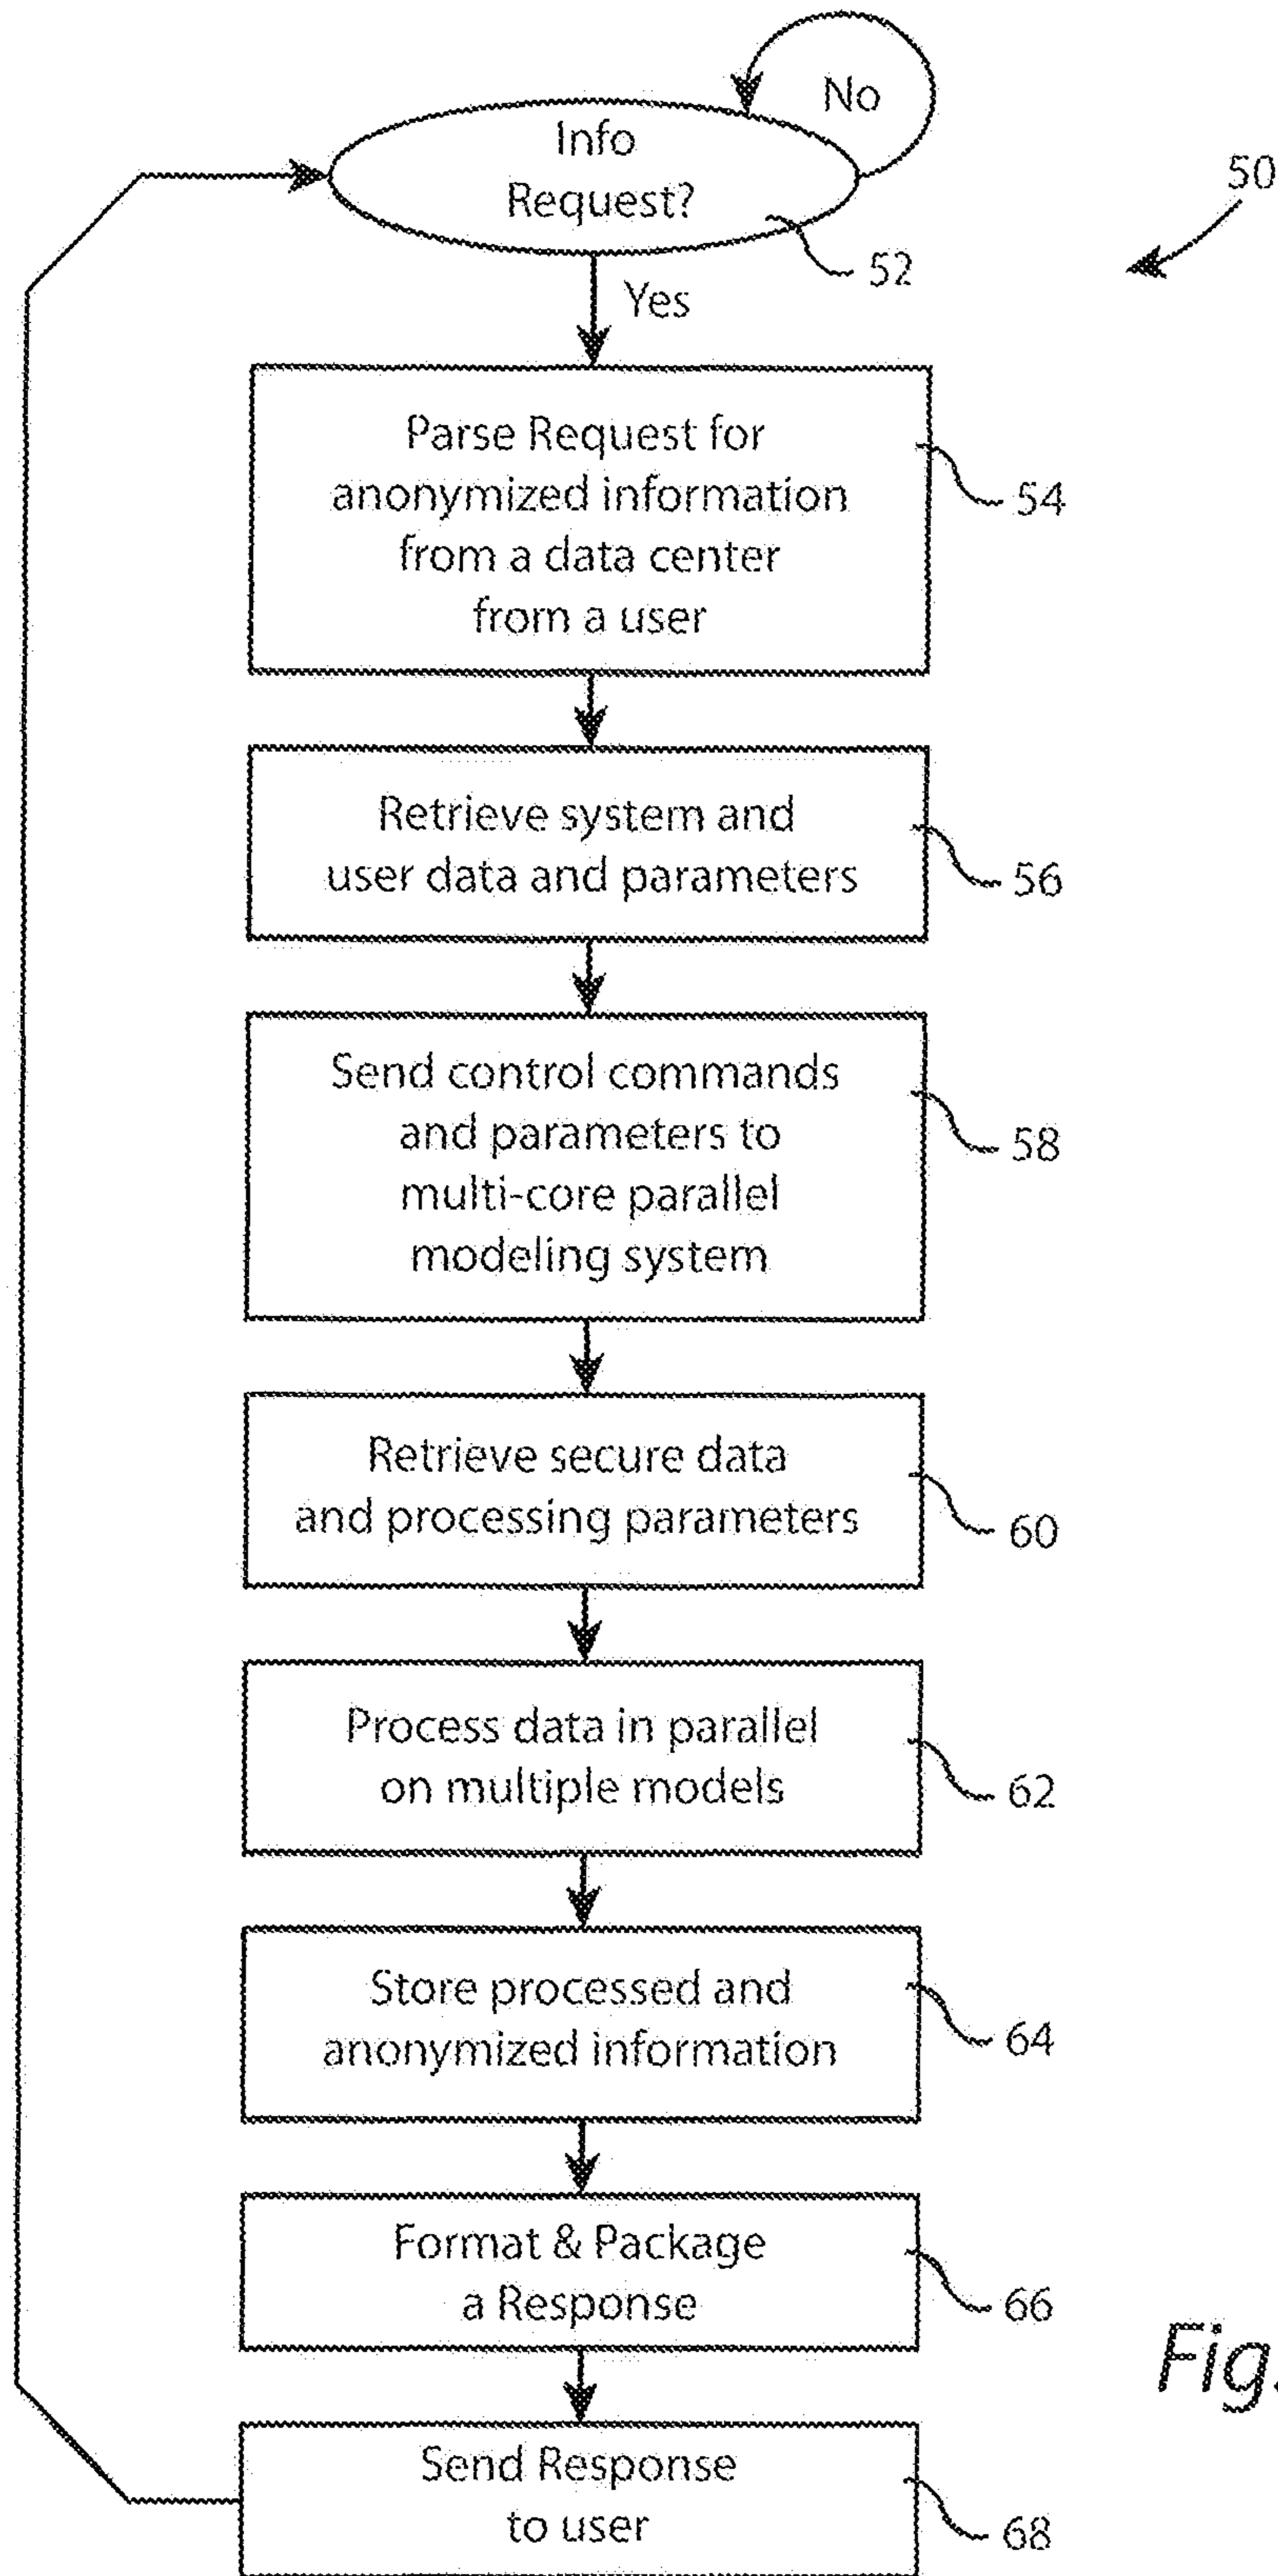 No
Info
Request?
50
52
Yes
Parse Request for
anonymized information
from a data center
from a user
54
Retrieve system and
user data and parameters
56
Send control commands
and parameters to
multi-core parallel
modeling system
58
Retrieve secure data
and processing parameters
60
Process data in parallel
on multiple models
62
Store processed and
anonymized information
64
Format & Package
a Response
66
Fig.
Send Response
to user
68